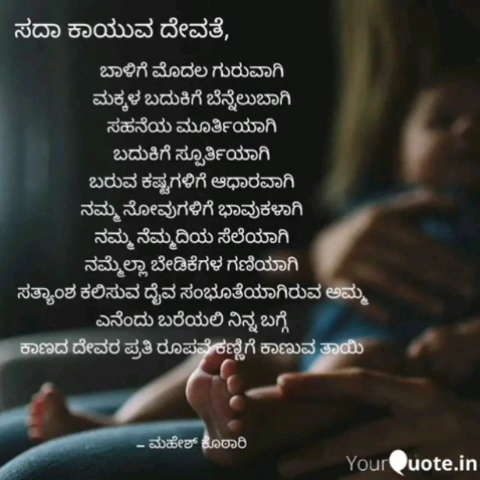 ಸದಾ ಕಾಯುವ ದೇವತೆ,
ಬಾಳಿಗೆ ಮೊದಲ ಗುರುವಾಗಿ
ಮಕ್ಕಳ ಬದುಕಿಗೆ ಬೆನ್ನೆಲುಬಾಗಿ
ಸಹನೆಯ ಮೂರ್ತಿಯಾಗಿ
ಬದುಕಿಗೆ ಸ್ಪೂರ್ತಿಯಾಗಿ
ಬರುವ ಕಷ್ಟಗಳಿಗೆ ಆಧಾರವಾಗಿ
ನಮ್ಮ ನೋವುಗಳಿಗೆ ಭಾವುಕಳಾಗಿ
ನಮ್ಮ ನೆಮ್ಮದಿಯ ಸೆಲೆಯಾಗಿ
ನಮ್ಮೆಲ್ಲಾ ಬೇಡಿಕೆಗಳ ಗಣಿಯಾಗಿ
ಸತ್ಯಾಂಶ ಕಲಿಸುವ ದೈವ ಸಂಭೂತೆಯಾಗಿರುವ ಅಮ್ಮ
ಎನೆಂದು ಬರೆಯಲಿ ನಿನ್ನ ಬಗ್ಗೆ
ಕಾಣದ ದೇವರ ಪ್ರತಿ ರೂಪವೆ ಕಣ್ಣಿಗೆ ಕಾಣುವ ತಾಯಿ
– ಮಹೇಶ್ ಕೊಠಾರಿ
YourQuote.in